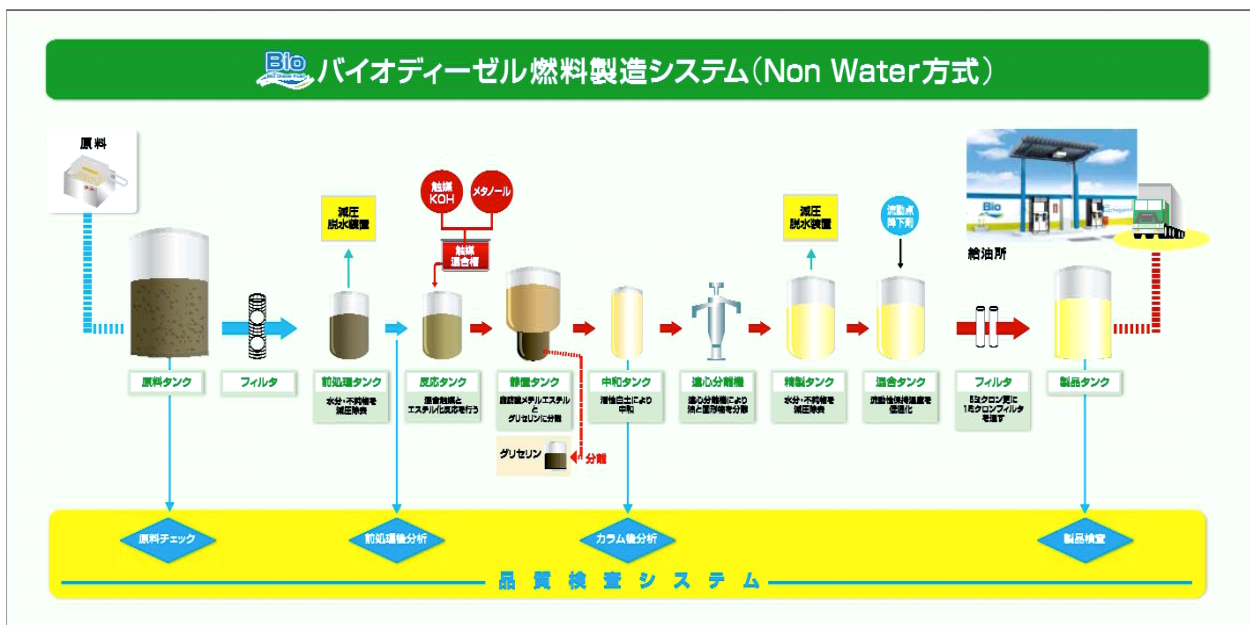 Bio
バイオディーゼル燃料製造システム(Non Water方式)
原料
減圧
脱水装置
触媒
KOH
メタノール
触媒
混合槽
減圧
脱水装置
流動点
降下剤
Bio
給油所
原料タンク
フィルタ
前処理タンク
水分・不純物を
減圧除去
反応タンク
混合触媒と
エステル化反応を行う
静置タンク
脂肪酸メチルエステル
と
グリセリンに分離
グリセリン
分離
中和タンク
活性白土により
中和
遠心分離機
遠心分離機により
油と固形物を分離
精製タンク
水分・不純物を
減圧除去
混合タンク
流動性保持温度を
低温化
フィルタ
5ミクロン更に
1ミクロンフィルタ
を通す
製品タンク
原料チェック
前処理後分析
カラム後分析
製品検査
品質検査システム